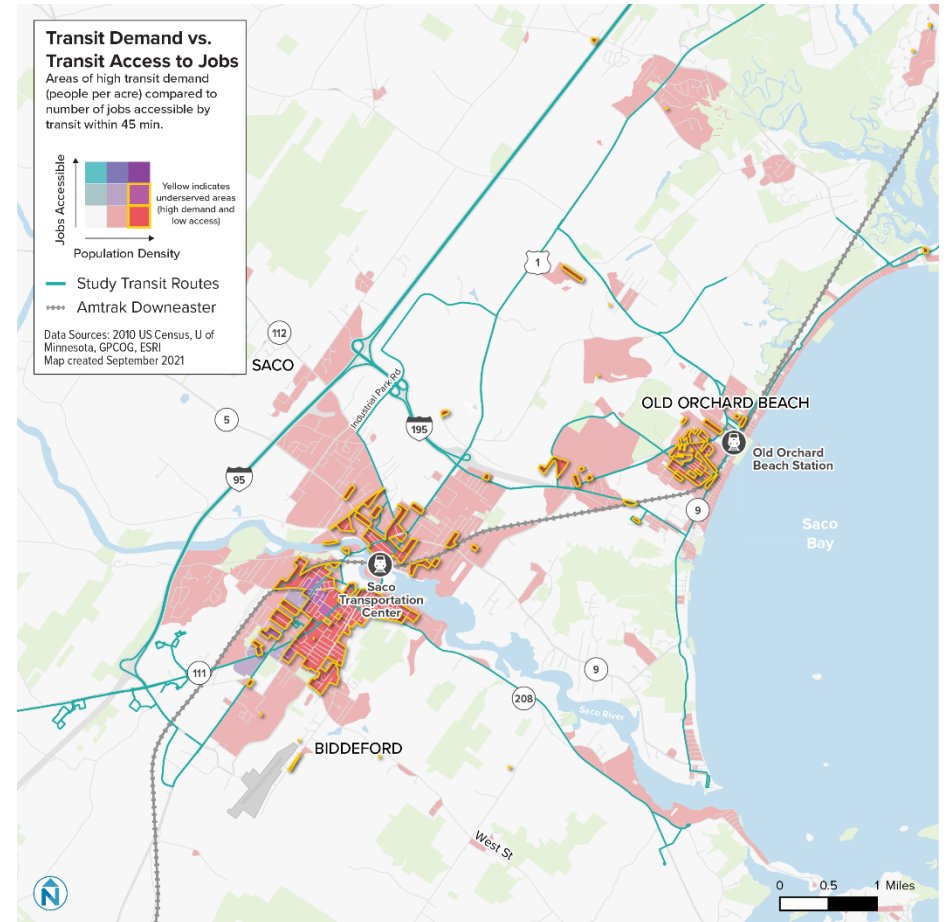 Transit Demand vs.
Transit Access to Jobs
Areas of high transit demand
(people per acre) compared to
number of jobs accessible by
transit within 45 min.
Jobs Accessible
Yellow indicates
underserved areas
(high demand and
low access)
Population Density
Study Transit Routes
Amtrak Downeaster
Data Sources: 2010 US Census, U of
Minnesota, GPCOG, ESRI
Map created September 2021
1
112
SACO
5
Industrial Park Rd
195
95
OLD ORCHARD BEACH
Old Orchard
Beach Station
9
Saco
Bay
Saco
Transportation
Center
111
9
208
Saco River
BIDDEFORD
West St
N
0 0.5 1 Miles